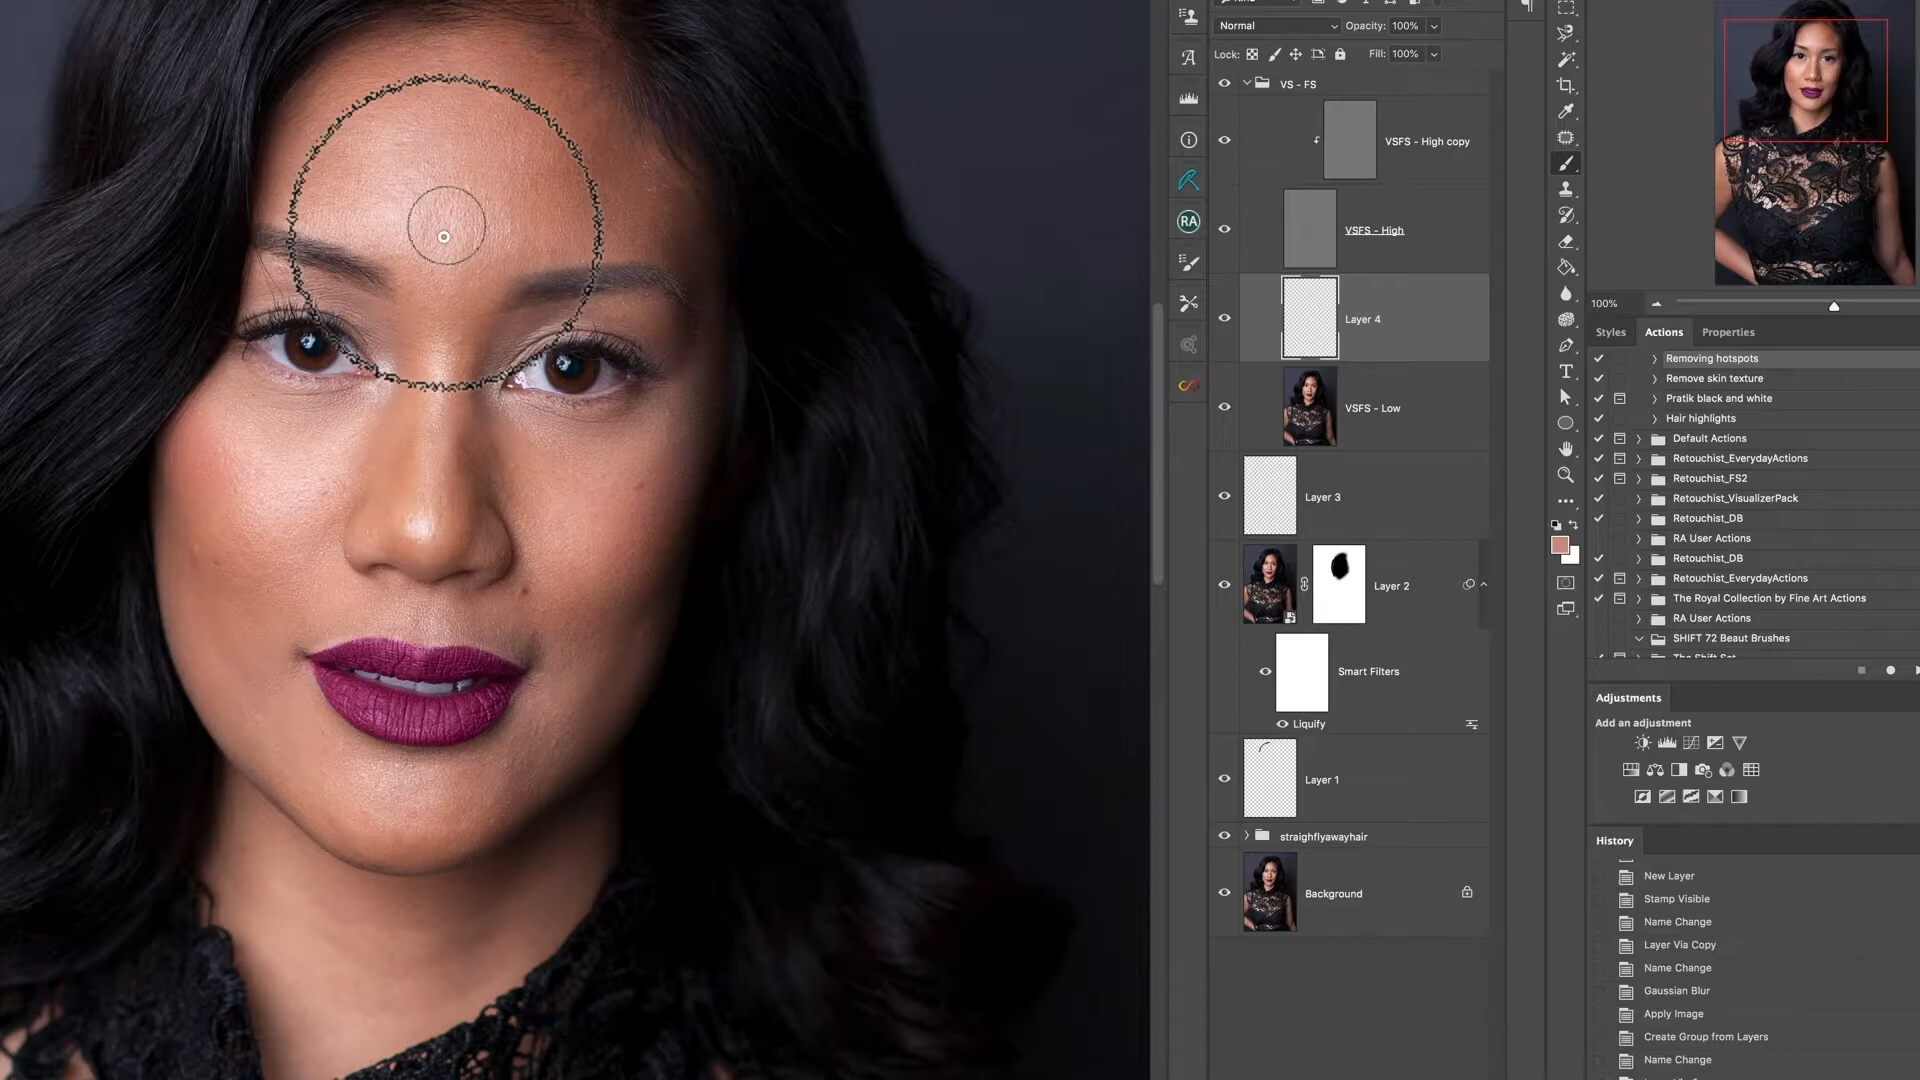 Normal Opacity: 100%
Lock: Fill: 100%
VS - FS
VSFS - High copy
VSFS - High
Layer 4
VSFS - Low
Layer 3
Layer 2
Smart Filters
Liquify
Layer 1
straighflyawayhair
Background
A
RA
T
100%
Styles Actions Properties
Removing hotspots
Remove skin texture
Pratik black and white
Hair highlights
Default Actions
Retouchist_EverydayActions
Retouchist_FS2
Retouchist_VisualizerPack
Retouchist_DB
RA User Actions
Retouchist_DB
Retouchist_EverydayActions
The Royal Collection by Fine Art Actions
RA User Actions
SHIFT 72 Beaut Brushes
Adjustments
Add an adjustment
History
New Layer
Stamp Visible
Name Change
Layer Via Copy
Name Change
Gaussian Blur
Apply Image
Create Group from Layers
Name Change